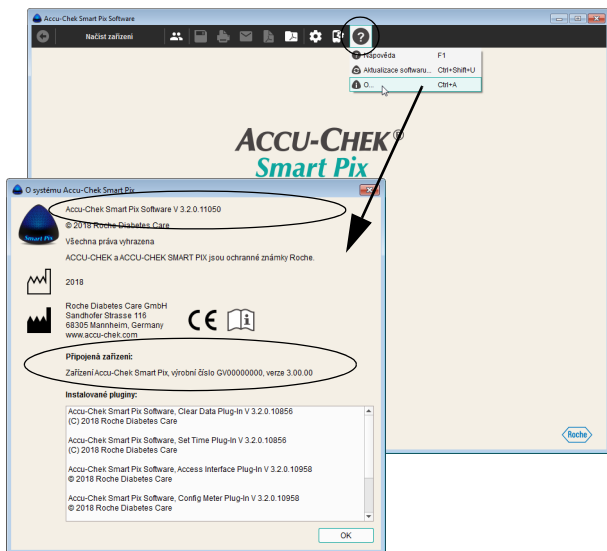 Accu-Chek Smart Pix Software
Načíst zařízení
?
Nápověda F1
Aktualizace softwaru... Ctrl+Shift+U
O... Ctrl+A
ACCU-CHEK®
Smart Pix
O systému Accu-Chek Smart Pix
Smart Pix
Accu-Chek Smart Pix Software V 3.2.0.11050
© 2018 Roche Diabetes Care
Všechna práva vyhrazena
ACCU-CHEK a ACCU-CHEK SMART PIX jsou ochranné známky Roche.
2018
Roche Diabetes Care GmbH
Sandhofer Strasse 116
68305 Mannheim, Germany
www.accu-chek.com
CE
Připojená zařízení:
Zařízení Accu-Chek Smart Pix, výrobní číslo GV00000000, verze 3.00.00
Instalované pluginy:
Accu-Chek Smart Pix Software, Clear Data Plug-In V 3.2.0.10856
(C) 2018 Roche Diabetes Care
Accu-Chek Smart Pix Software, Set Time Plug-In V 3.2.0.10856
(C) 2018 Roche Diabetes Care
Accu-Chek Smart Pix Software, Access Interface Plug-In V 3.2.0.10958
© 2018 Roche Diabetes Care
Accu-Chek Smart Pix Software, Config Meter Plug-In V 3.2.0.10958
© 2018 Roche Diabetes Care
OK
Roche